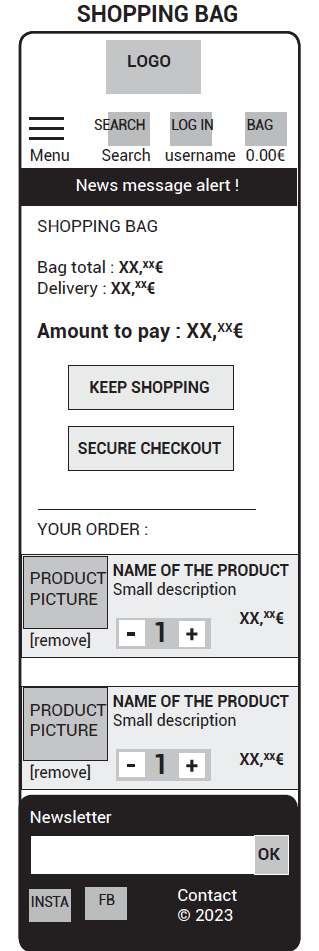 SHOPPING BAG
LOGO
SEARCH LOG IN BAG
Menu Search username 0.00€
News message alert !
SHOPPING BAG
Bag total : XX,xx€
Delivery : XX,xx€
Amount to pay : XX,xx€
KEEP SHOPPING
SECURE CHECKOUT
YOUR ORDER :
PRODUCT
PICTURE
[remove]
NAME OF THE PRODUCT
Small description
XX,xx€
- 1 +
PRODUCT
PICTURE
[remove]
NAME OF THE PRODUCT
Small description
XX,xx€
- 1 +
Newsletter
OK
INSTA FB
Contact
© 2023